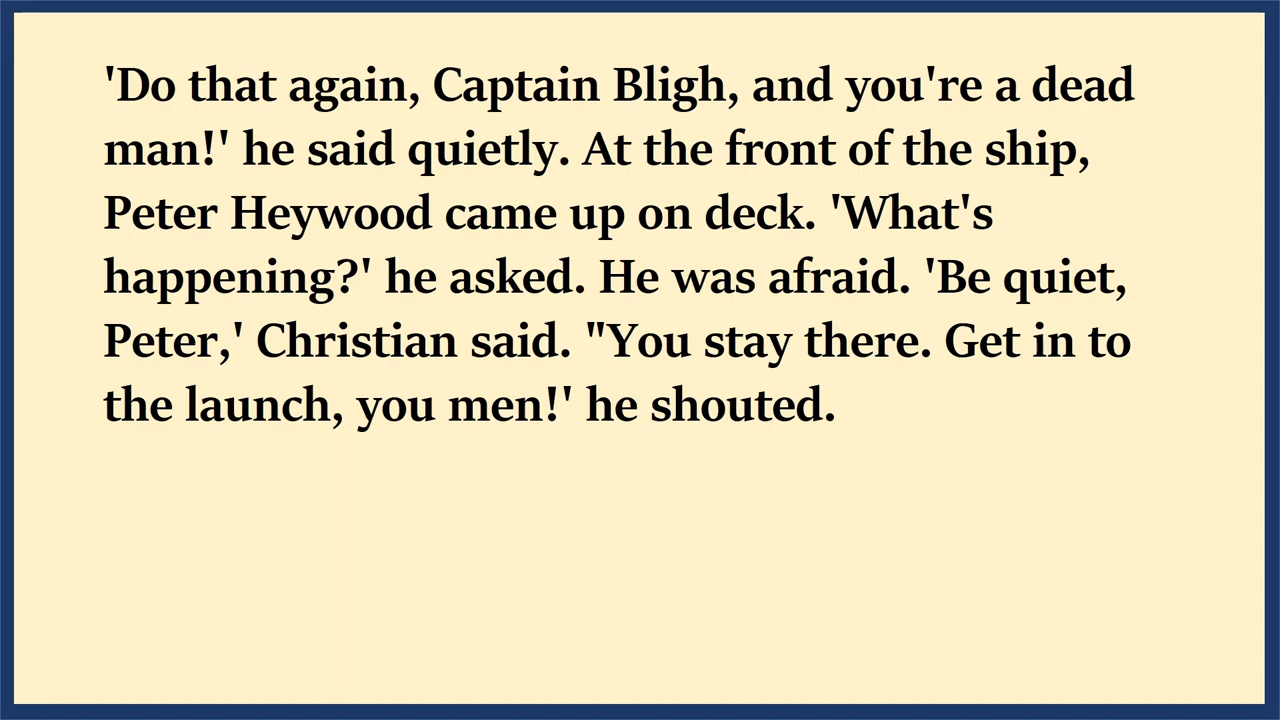 'Do that again, Captain Bligh, and you're a dead
man!' he said quietly. At the front of the ship,
Peter Heywood came up on deck. 'What's
happening?' he asked. He was afraid. 'Be quiet,
Peter,' Christian said. "You stay there. Get in to
the launch, you men!' he shouted.